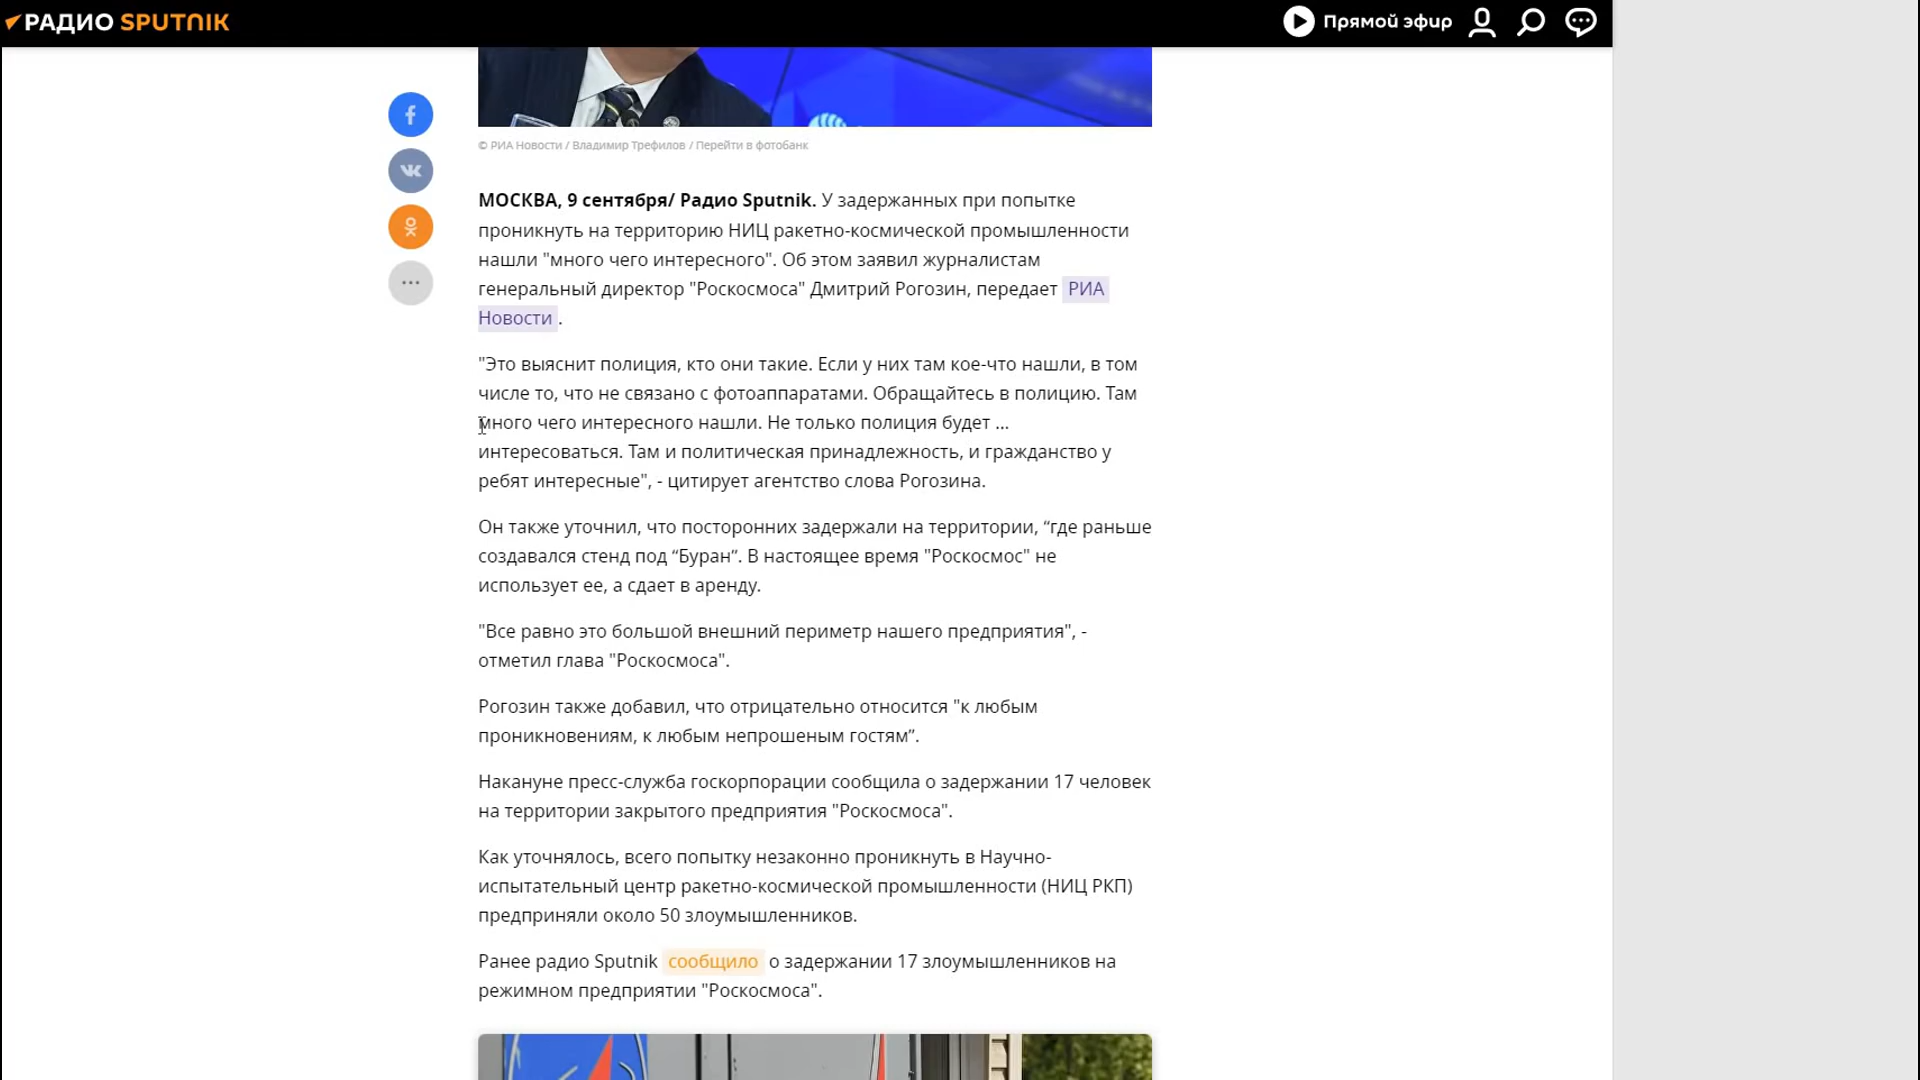 РАДИО SPUTNIK
Прямой эфир
© РИА Новости / Владимир Трефилов / Перейти в фотобанк
МОСКВА, 9 сентября/ Радио Sputnik. У задержанных при попытке
проникнуть на территорию НИЦ ракетно-космической промышленности
нашли "много чего интересного". Об этом заявил журналистам
генеральный директор "Роскосмоса" Дмитрий Рогозин, передает РИА
Новости .
"Это выяснит полиция, кто они такие. Если у них там кое-что нашли, в том
числе то, что не связано с фотоаппаратами. Обращайтесь в полицию. Там
много чего интересного нашли. Не только полиция будет ...
интересоваться. Там и политическая принадлежность, и гражданство у
ребят интересные", - цитирует агентство слова Рогозина.
Он также уточнил, что посторонних задержали на территории, “где раньше
создавался стенд под “Буран“. В настоящее время "Роскосмос" не
использует ее, а сдает в аренду.
"Все равно это большой внешний периметр нашего предприятия", -
отметил глава "Роскосмоса".
Рогозин также добавил, что отрицательно относится "к любым
проникновениям, к любым непрошеным гостям”.
Накануне пресс-служба госкорпорации сообщила о задержании 17 человек
на территории закрытого предприятия "Роскосмоса".
Как уточнялось, всего попытку незаконно проникнуть в Научно-
испытательный центр ракетно-космической промышленности (НИЦ РКП)
предприняли около 50 злоумышленников.
Ранее радио Sputnik сообщило о задержании 17 злоумышленников на
режимном предприятии "Роскосмоса".